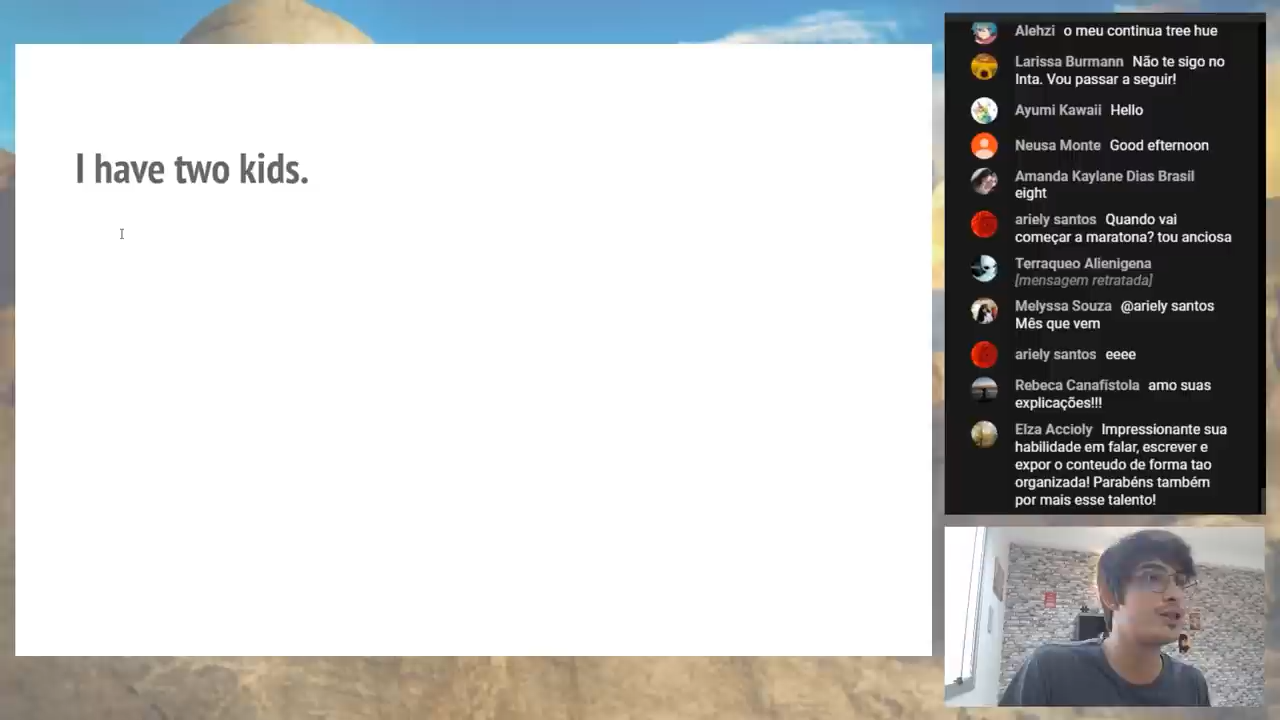 I have two kids.
Alehzi o meu continua tree hue
Larissa Burmann Não te sigo no
Inta. Vou passar a seguir!
Ayumi Kawaii Hello
Neusa Monte Good efternoon
Amanda Kaylane Dias Brasil
eight
ariely santos Quando vai
começar a maratona? tou anciosa
Terraqueo Alienigena
[mensagem retratada]
Melyssa Souza @ariely santos
Mês que vem
ariely santos eeee
Rebeca Canafístola amo suas
explicações!!!
Elza Accioly Impressionante sua
habilidade em falar, escrever e
expor o conteudo de forma tao
organizada! Parabéns também
por mais esse talento!